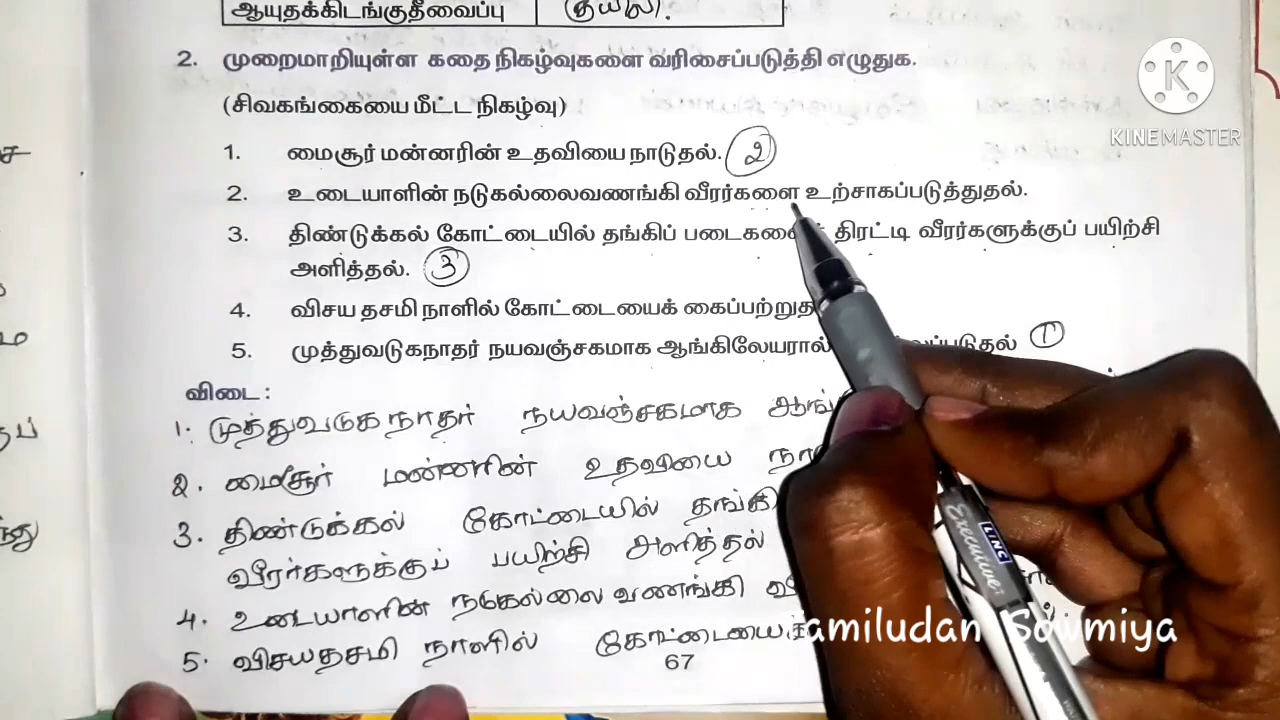 ஆயுதக்கிடங்குதீவைப்பு
குயிலி.
2. முறைமாறியுள்ள கதை நிகழ்வுகளை வரிசைப்படுத்தி எழுதுக.
(சிவகங்கையை மீட்ட நிகழ்வு)
1. மைசூர் மன்னரின் உதவியை நாடுதல். 2
2. உடையாளின் நடுகல்லைவணங்கி வீரர்களை உற்சாகப்படுத்துதல்.
3. திண்டுக்கல் கோட்டையில் தங்கிப் திரட்டி வீரர்களுக்குப் பயிற்சி
அளித்தல். 3
4. விசய தசமி நாளில் கோட்டையைக்
5. முத்துவடுகநாதர் நயவஞ்சகமாக ஆங்கிலேயரால் 1
விடை :
1. முத்துவடுகநாதர் நயவஞ்சகமாக
2. மைசூர் மன்னரின் உதவியை
3. திண்டுக்கல் கோட்டையில் தங்கி
வீரர்களுக்குப் பயிற்சி அளித்தல்
4. உடையாளின் நடுகல்லை வணங்கி
5. விசயதசமி நாளில் கோட்டையைக்
67
KINEMASTER
Tamiludan Sowmiya
LINC
Executive